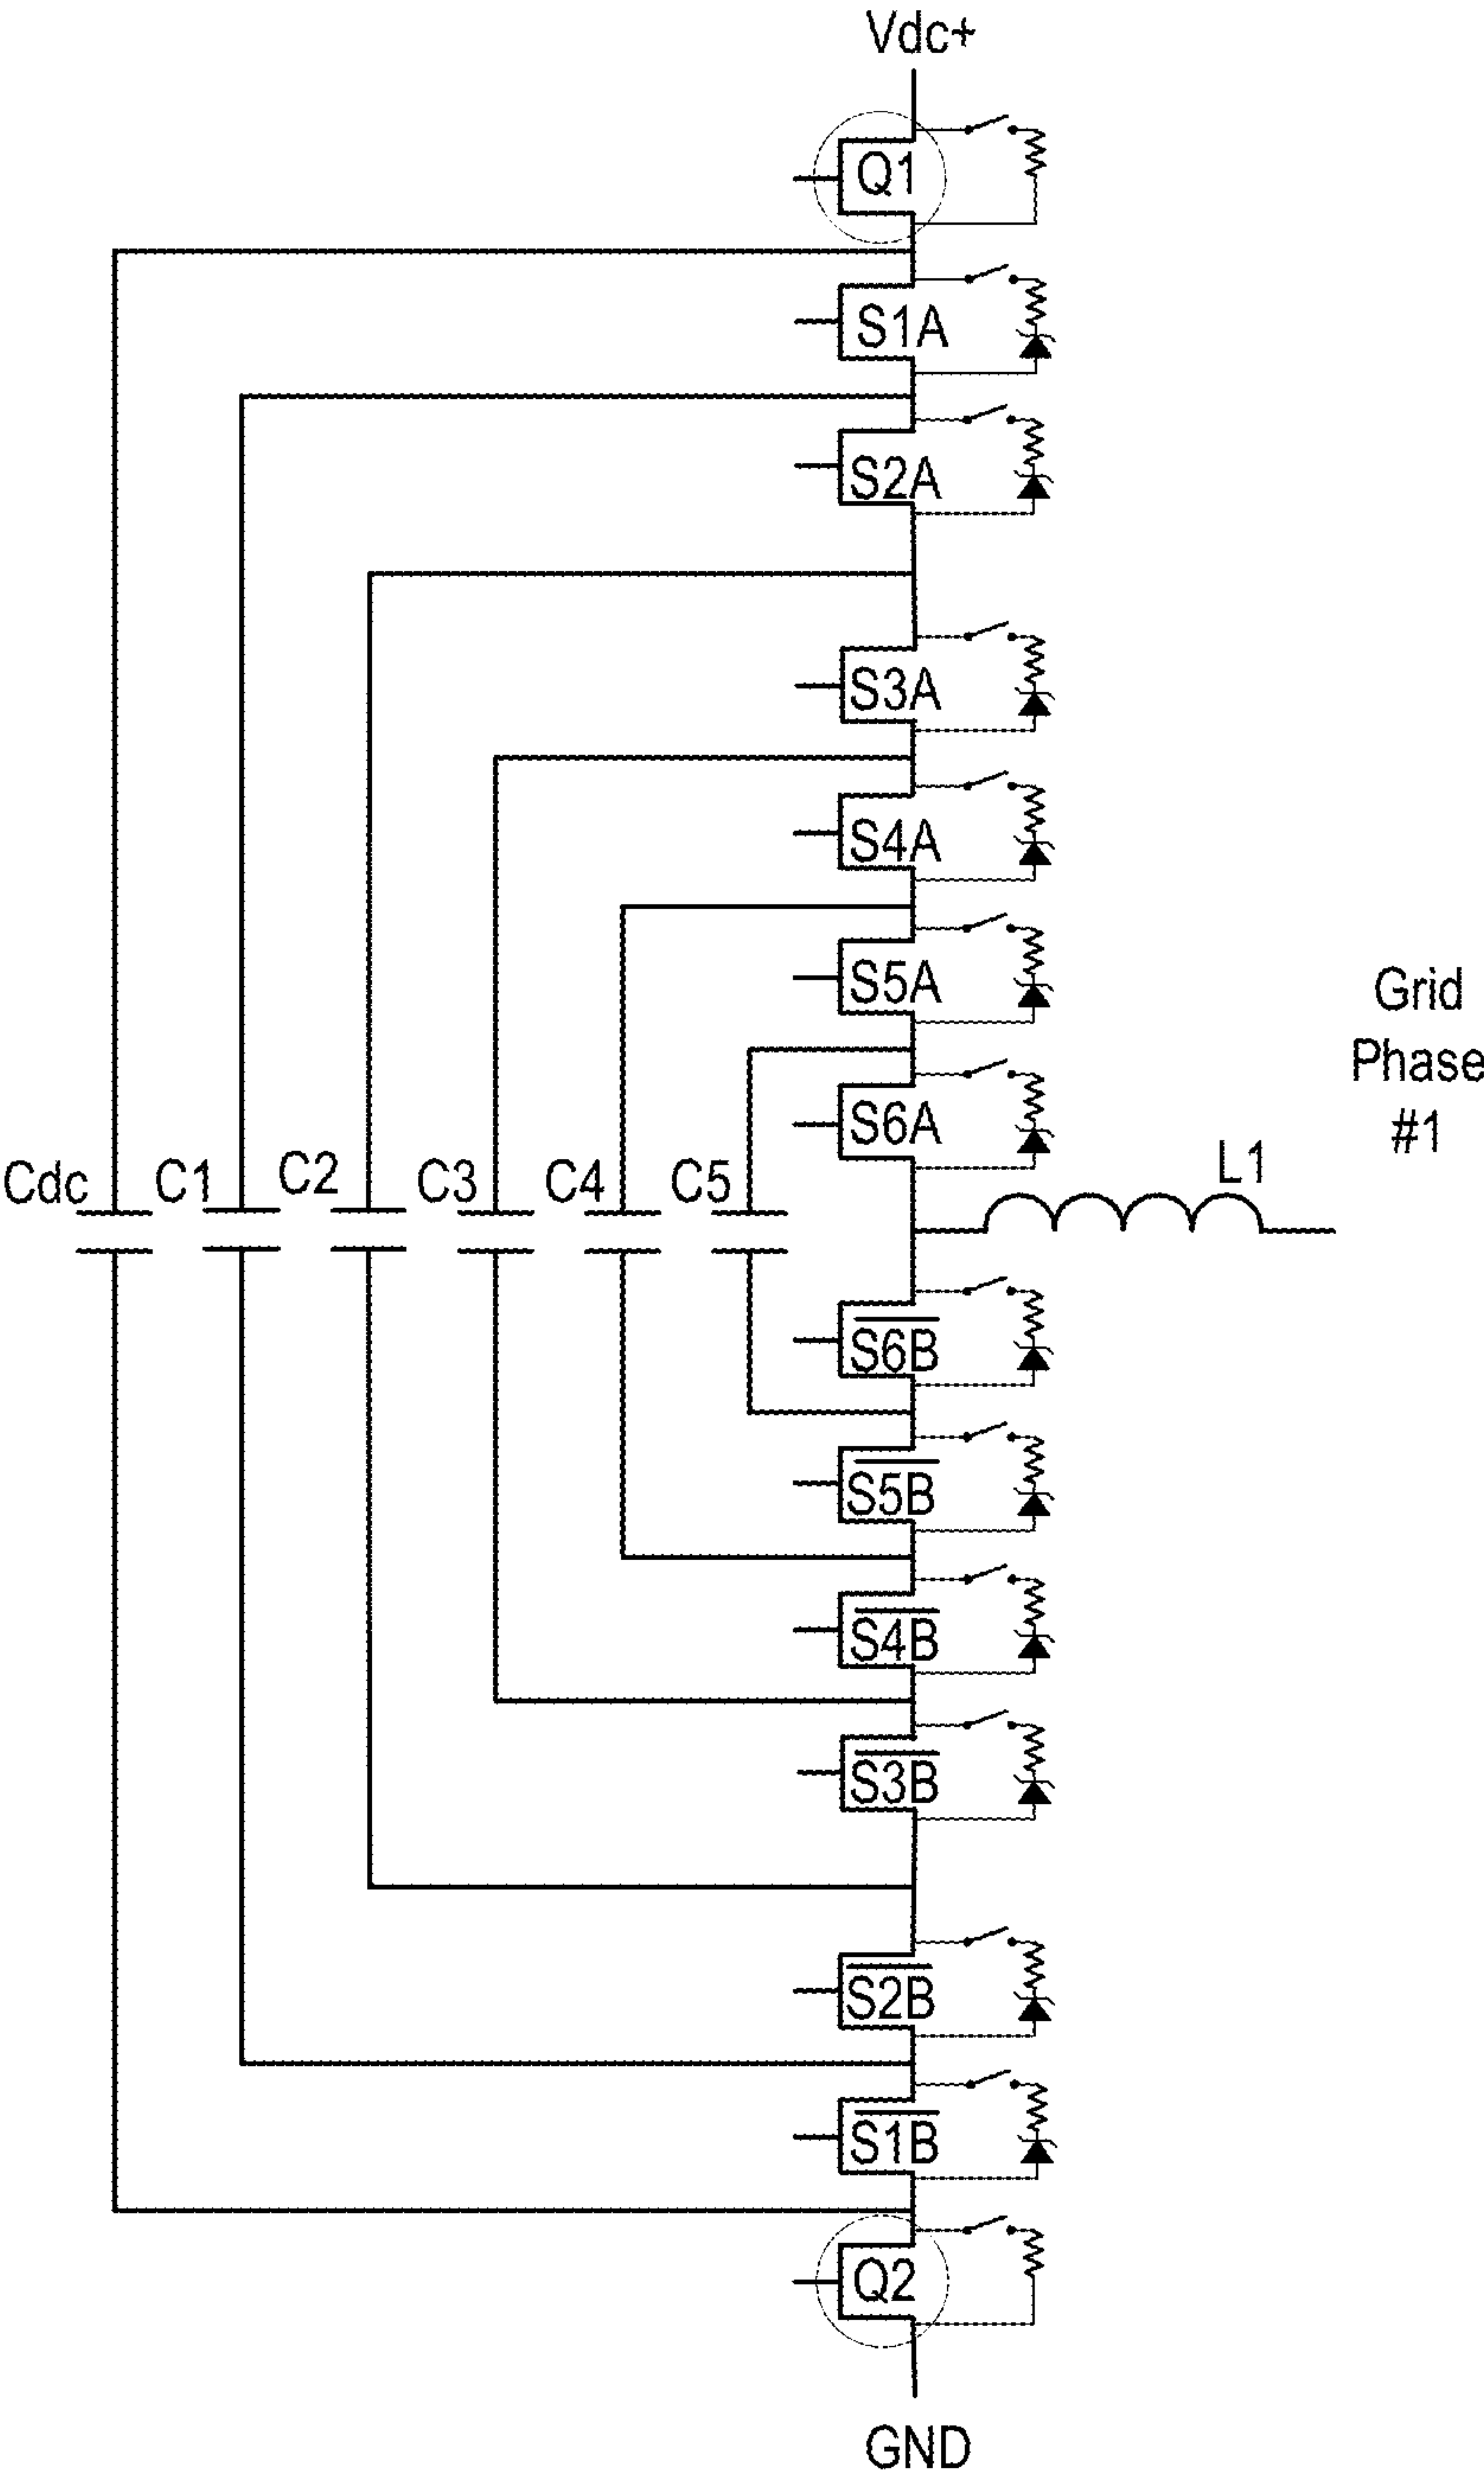 Vdc+
Q1
S1A
S2A
S3A
S4A
S5A
Grid
Phase
#1
S6A
Cdc
C1
C2
C3
C4
C5
L1
S6B
S5B
S4B
S3B
S2B
S1B
Q2
GND